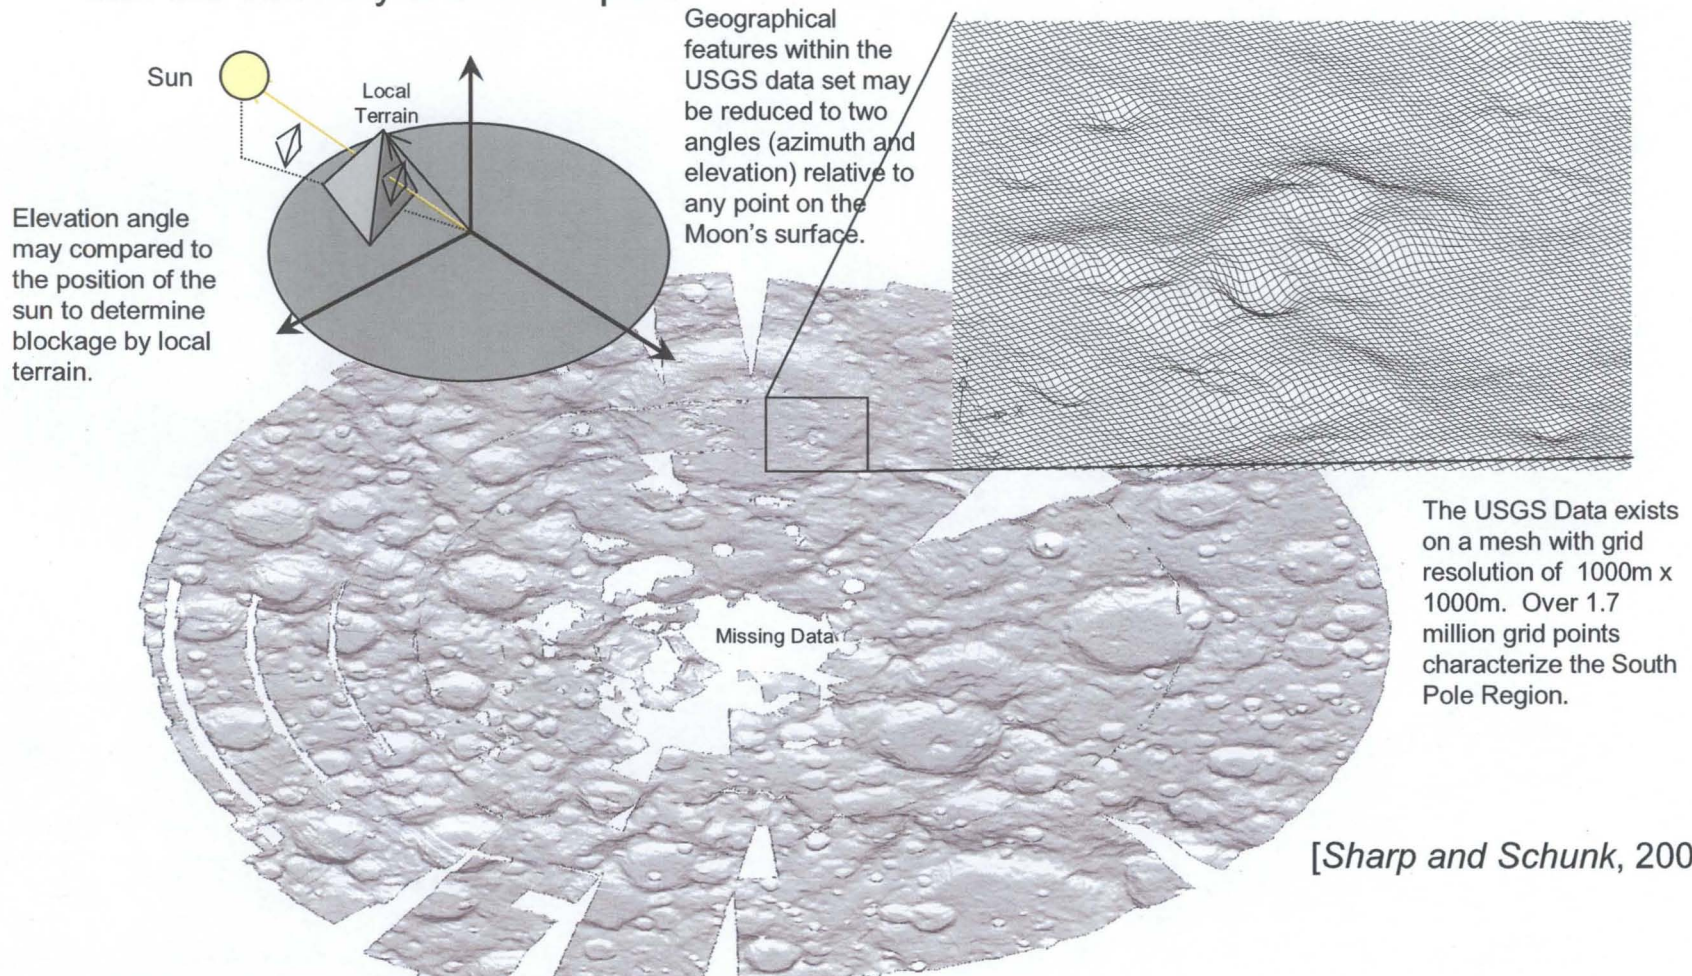 Geographical
features within the
USGS data set may
be reduced to two
angles (azimuth and
elevation) relative to
any point on the
Moon's surface.
Sun
Local
Terrain
Elevation angle
may compared to
the position of the
sun to determine
blockage by local
terrain.
Missing Data
The USGS Data exists
on a mesh with grid
resolution of 1000m x
1000m. Over 1.7
million grid points
characterize the South
Pole Region.
[Sharp and Schunk, 200